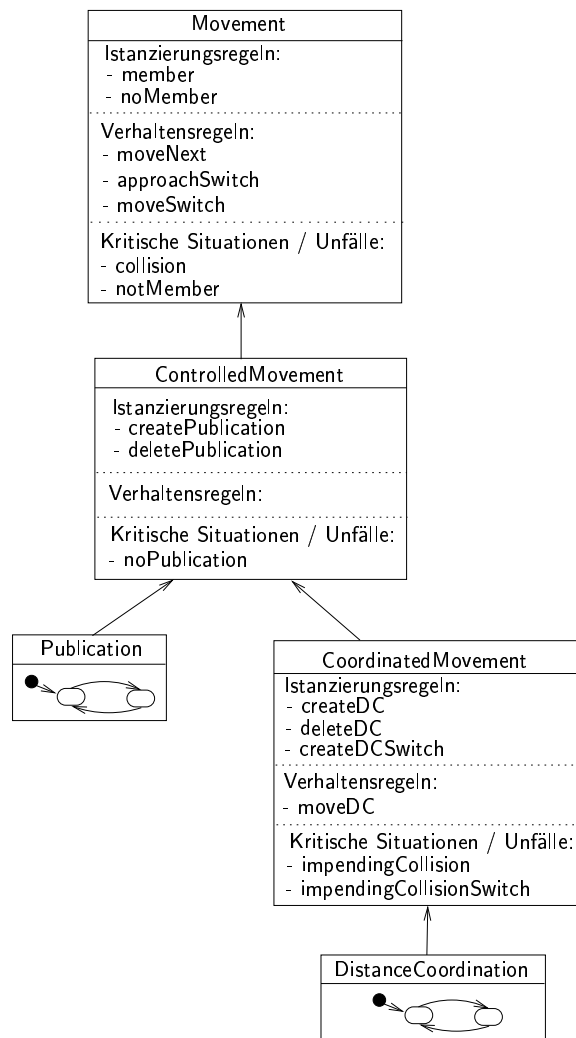 Movement
Istanzierungsregeln:
- member
- noMember
Verhaltensregeln:
- moveNext
- approachSwitch
- moveSwitch
Kritische Situationen / Unfälle:
- collision
- notMember
ControlledMovement
Istanzierungsregeln:
- createPublication
- deletePublication
Verhaltensregeln:
Kritische Situationen / Unfälle:
- noPublication
Publication
CoordinatedMovement
Istanzierungsregeln:
- createDC
- deleteDC
- createDCSwitch
Verhaltensregeln:
- moveDC
Kritische Situationen / Unfälle:
- impendingCollision
- impendingCollisionSwitch
DistanceCoordination